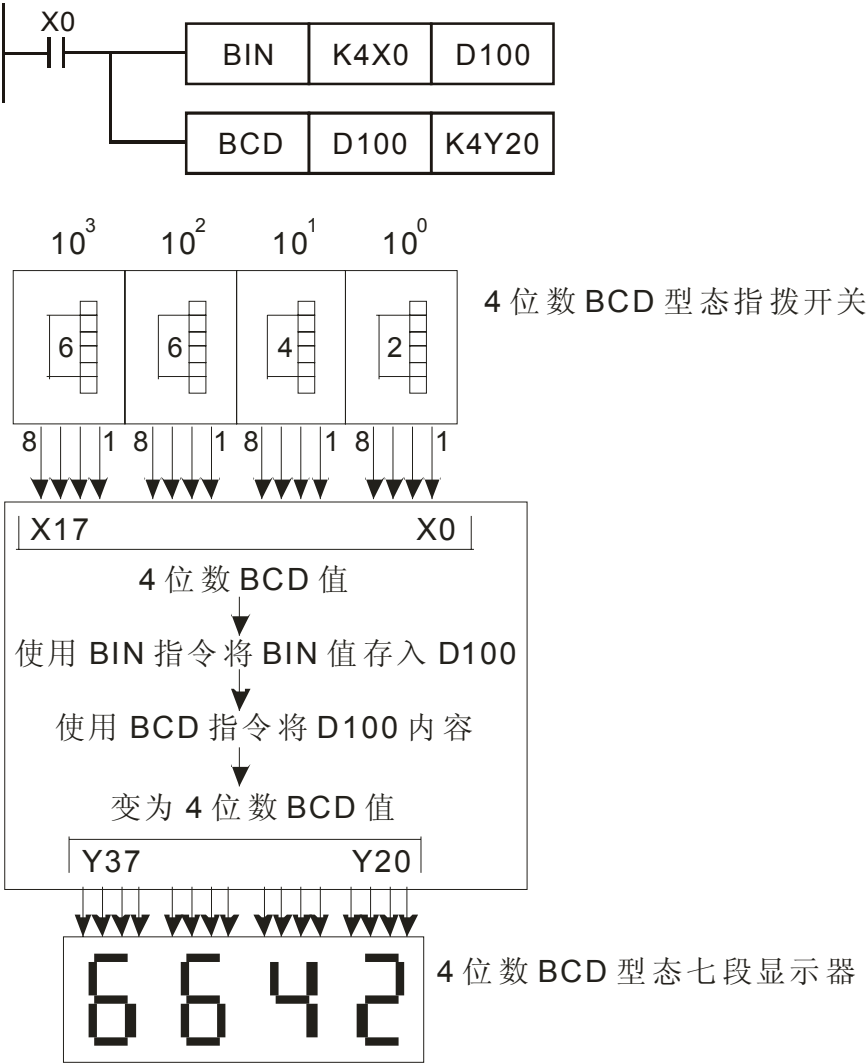 X0
BIN K4X0 D100
BCD D100 K4Y20
10³ 10² 10¹ 10⁰
4位数BCD型态指拨开关
6 6 4 2
8 1 8 1 8 1 8 1
X17 X0
4位数BCD值
使用BIN指令将BIN值存入D100
使用BCD指令将D100内容
变为4位数BCD值
Y37 Y20
6 6 4 2
4位数BCD型态七段显示器